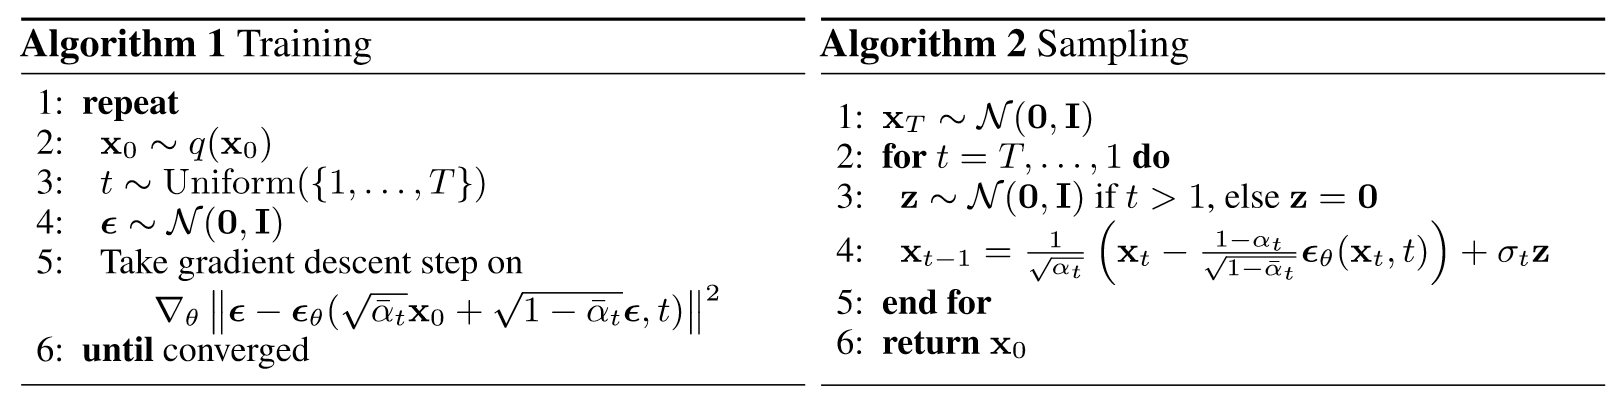 Algorithm 1 Training
1: repeat
2: x₀ ∼ q(x₀)
3: t ∼ Uniform({1, . . . , T})
4: ϵ ∼ 𝒩(0, I)
5: Take gradient descent step on
∇_θ ‖ϵ − ϵ_θ(√ᾱ_t x₀ + √(1 − ᾱ_t) ϵ, t)‖²
6: until converged
Algorithm 2 Sampling
1: x_T ∼ 𝒩(0, I)
2: for t = T, . . . , 1 do
3: z ∼ 𝒩(0, I) if t > 1, else z = 0
4: x_{t−1} = 1/√α_t (x_t − (1−α_t)/√(1−ᾱ_t) ϵ_θ(x_t, t)) + σ_t z
5: end for
6: return x₀